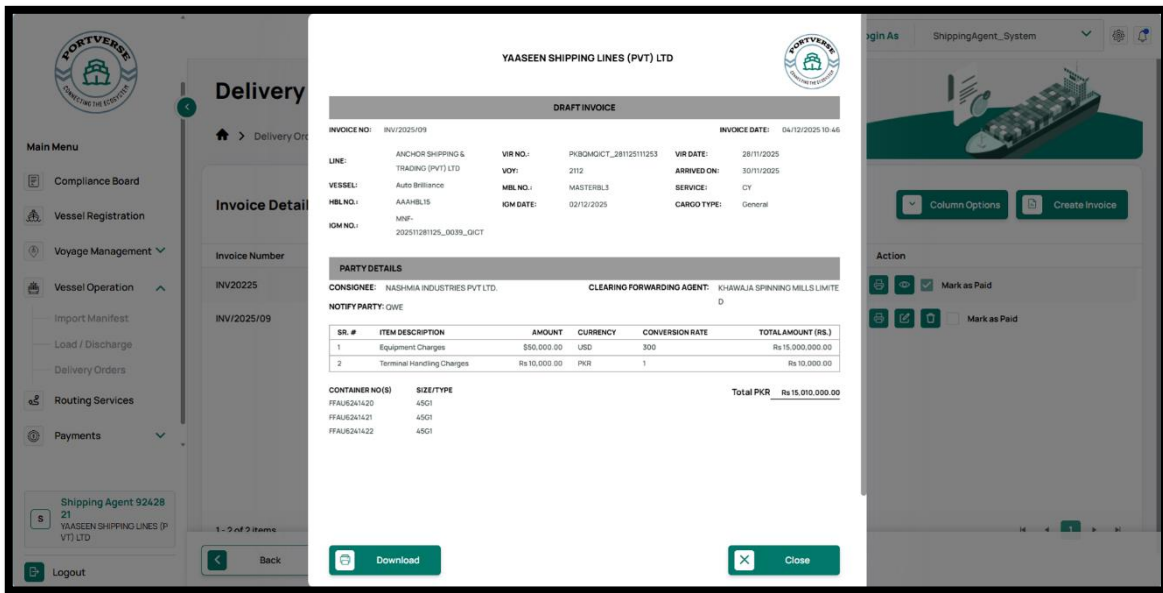 PORTVERSE
CONNECTING THE ECOSYSTEM
Main Menu
Compliance Board
Vessel Registration
Voyage Management
Vessel Operation
Import Manifest
Load / Discharge
Delivery Orders
Routing Services
Payments
S
Shipping Agent 92428
21
YAASEEN SHIPPING LINES (P
VT) LTD
Logout
Delivery
Delivery Ord
Invoice Detail
Invoice Number
INV20225
INV/2025/09
1 - 2 of 2 items
Back
YAASEEN SHIPPING LINES (PVT) LTD
PORTVERSE
CONNECTING THE ECOSYSTEM
DRAFT INVOICE
INVOICE NO: INV/2025/09 INVOICE DATE: 04/12/2025 10:46
LINE: ANCHOR SHIPPING & TRADING (PVT) LTD VIR NO.: PKBQMQICT_281125111253 VIR DATE: 28/11/2025
VOY: 2112 ARRIVED ON: 30/11/2025
VESSEL: Auto Brilliance MBL NO.: MASTERBL3 SERVICE: CY
HBL NO.: AAAHBL15 IGM DATE: 02/12/2025 CARGO TYPE: General
IGM NO.: MNF-
202511281125_0039_QICT
PARTY DETAILS
CONSIGNEE: NASHMIA INDUSTRIES PVT LTD. CLEARING FORWARDING AGENT: KHAWAJA SPINNING MILLS LIMITE
D
NOTIFY PARTY: QWE
SR. # ITEM DESCRIPTION AMOUNT CURRENCY CONVERSION RATE TOTAL AMOUNT (RS.)
1 Equipment Charges $50,000.00 USD 300 Rs 15,000,000.00
2 Terminal Handling Charges Rs 10,000.00 PKR 1 Rs 10,000.00
CONTAINER NO(S) SIZE/TYPE Total PKR Rs 15,010,000.00
FFAU6241420 45G1
FFAU6241421 45G1
FFAU6241422 45G1
Download
Close
ogin As ShippingAgent_System
Column Options
Create Invoice
Action
Mark as Paid
Mark as Paid
1